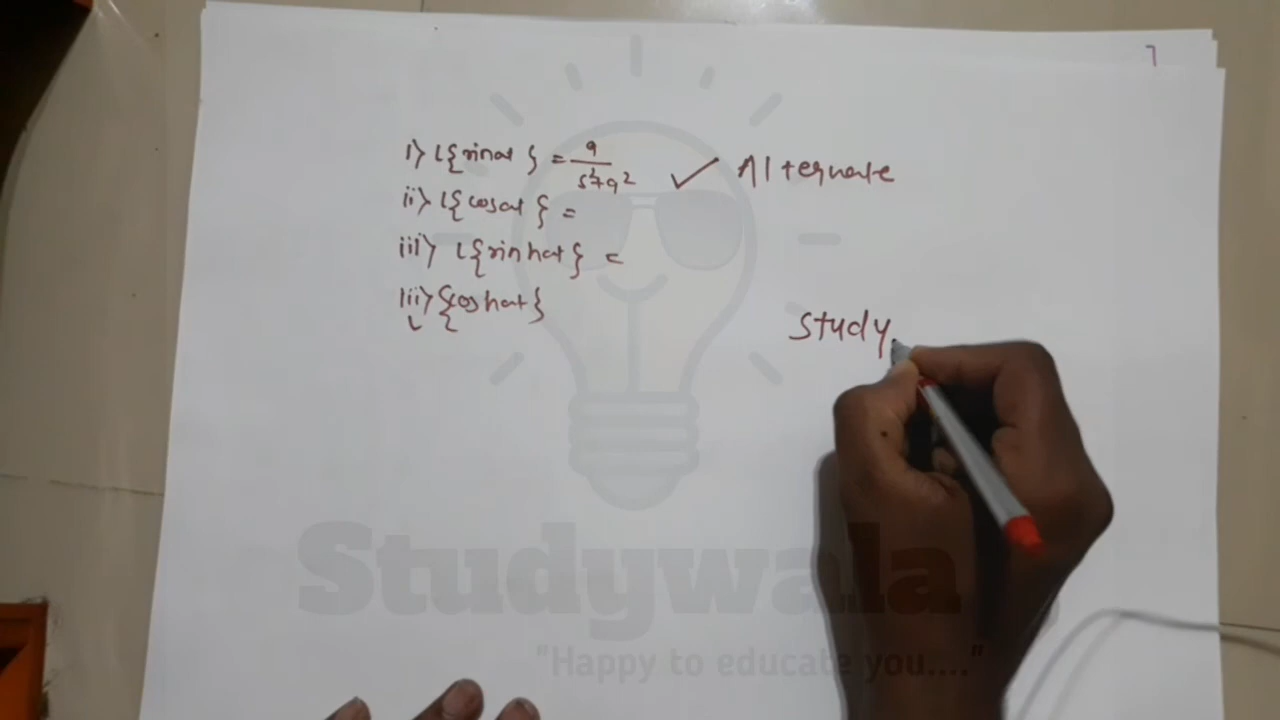 7
i> L{sinat} = a/s²+a² ✓ Alternate
ii> L{cosat} =
iii> L{sinhat} =
iiii> L{coshat}
Study
Studywala
"Happy to educate you...."